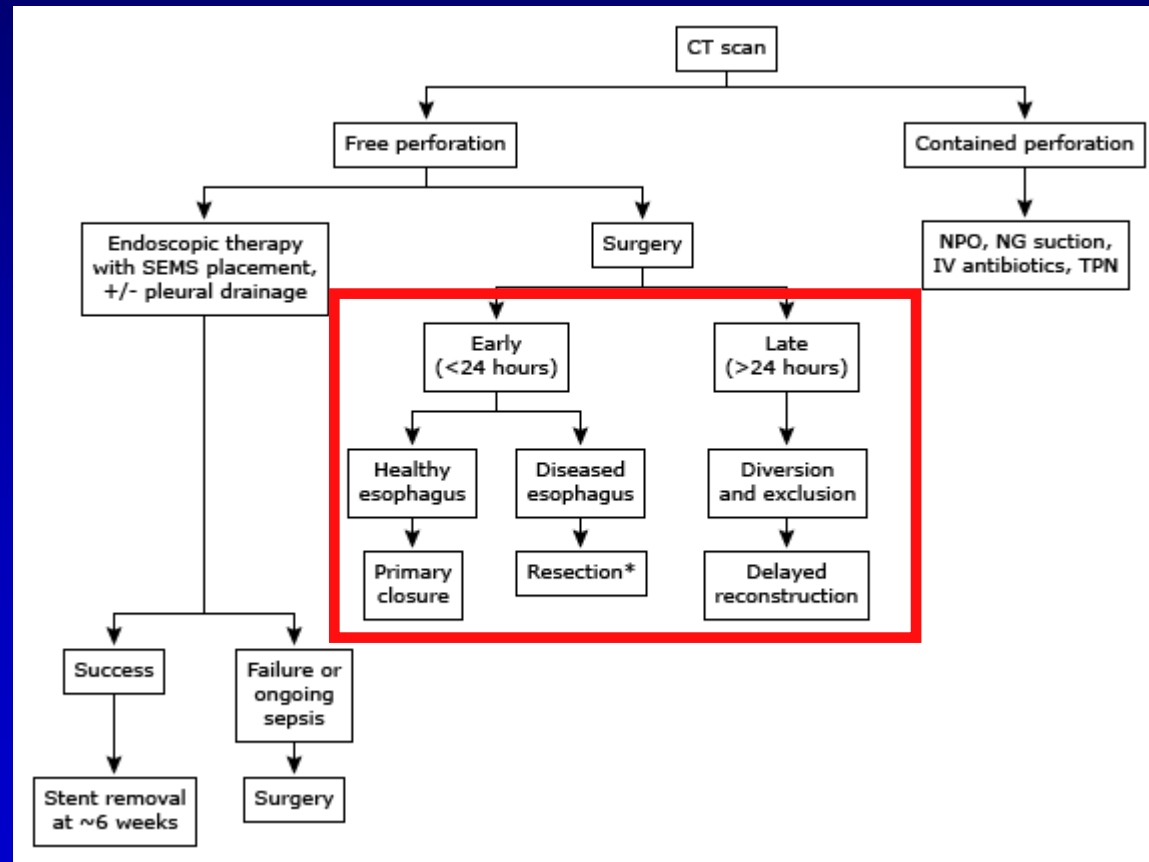 CT scan
Free perforation
Contained perforation
Endoscopic therapy
with SEMS placement,
+/- pleural drainage
Surgery
NPO, NG suction,
IV antibiotics, TPN
Early
(<24 hours)
Late
(>24 hours)
Healthy
esophagus
Diseased
esophagus
Diversion
and exclusion
Primary
closure
Resection*
Delayed
reconstruction
Success
Failure or
ongoing
sepsis
Stent removal
at ~6 weeks
Surgery